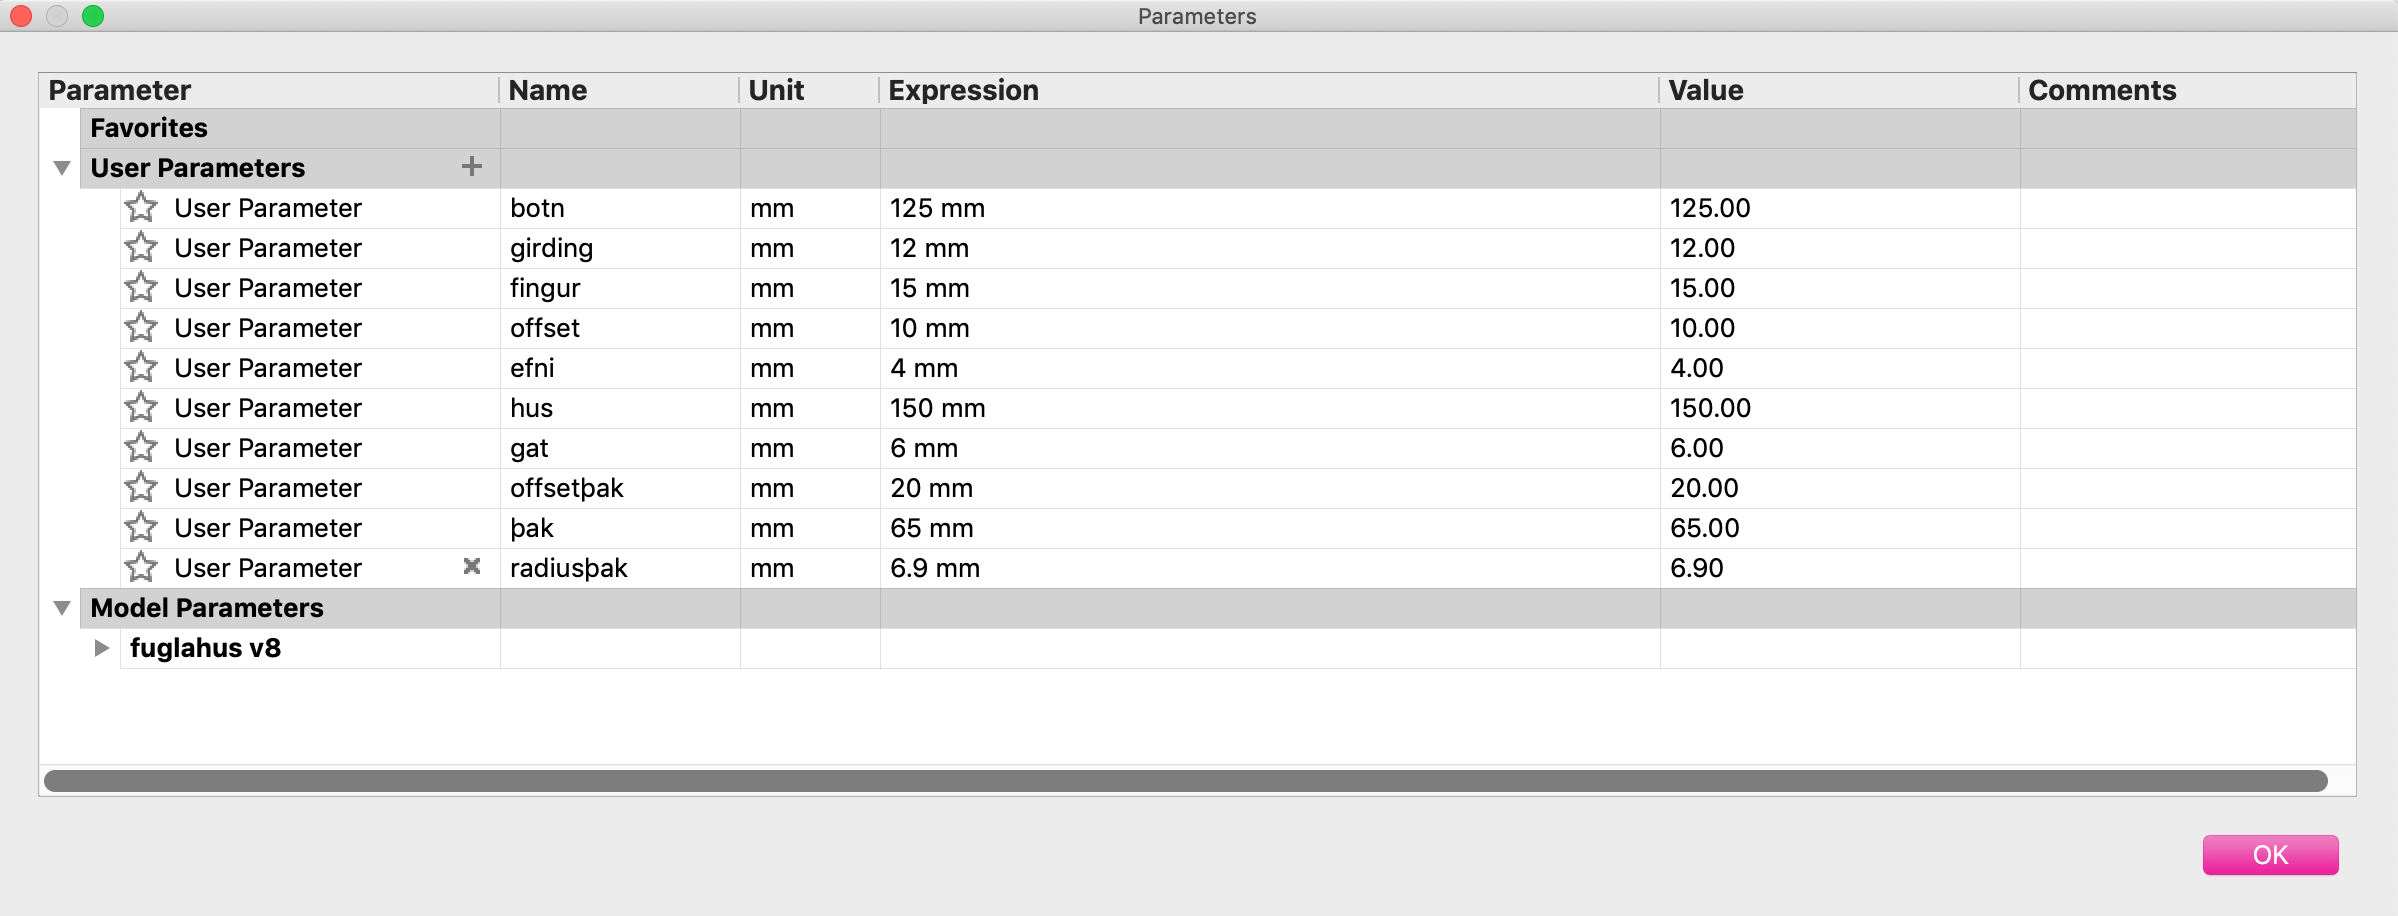 Parameters
Parameter Name Unit Expression Value Comments
Favorites
User Parameters +
User Parameter botn mm 125 mm 125.00
User Parameter girding mm 12 mm 12.00
User Parameter fingur mm 15 mm 15.00
User Parameter offset mm 10 mm 10.00
User Parameter efni mm 4 mm 4.00
User Parameter hus mm 150 mm 150.00
User Parameter gat mm 6 mm 6.00
User Parameter offsetþak mm 20 mm 20.00
User Parameter þak mm 65 mm 65.00
User Parameter radiusþak mm 6.9 mm 6.90
Model Parameters
fuglahus v8
OK